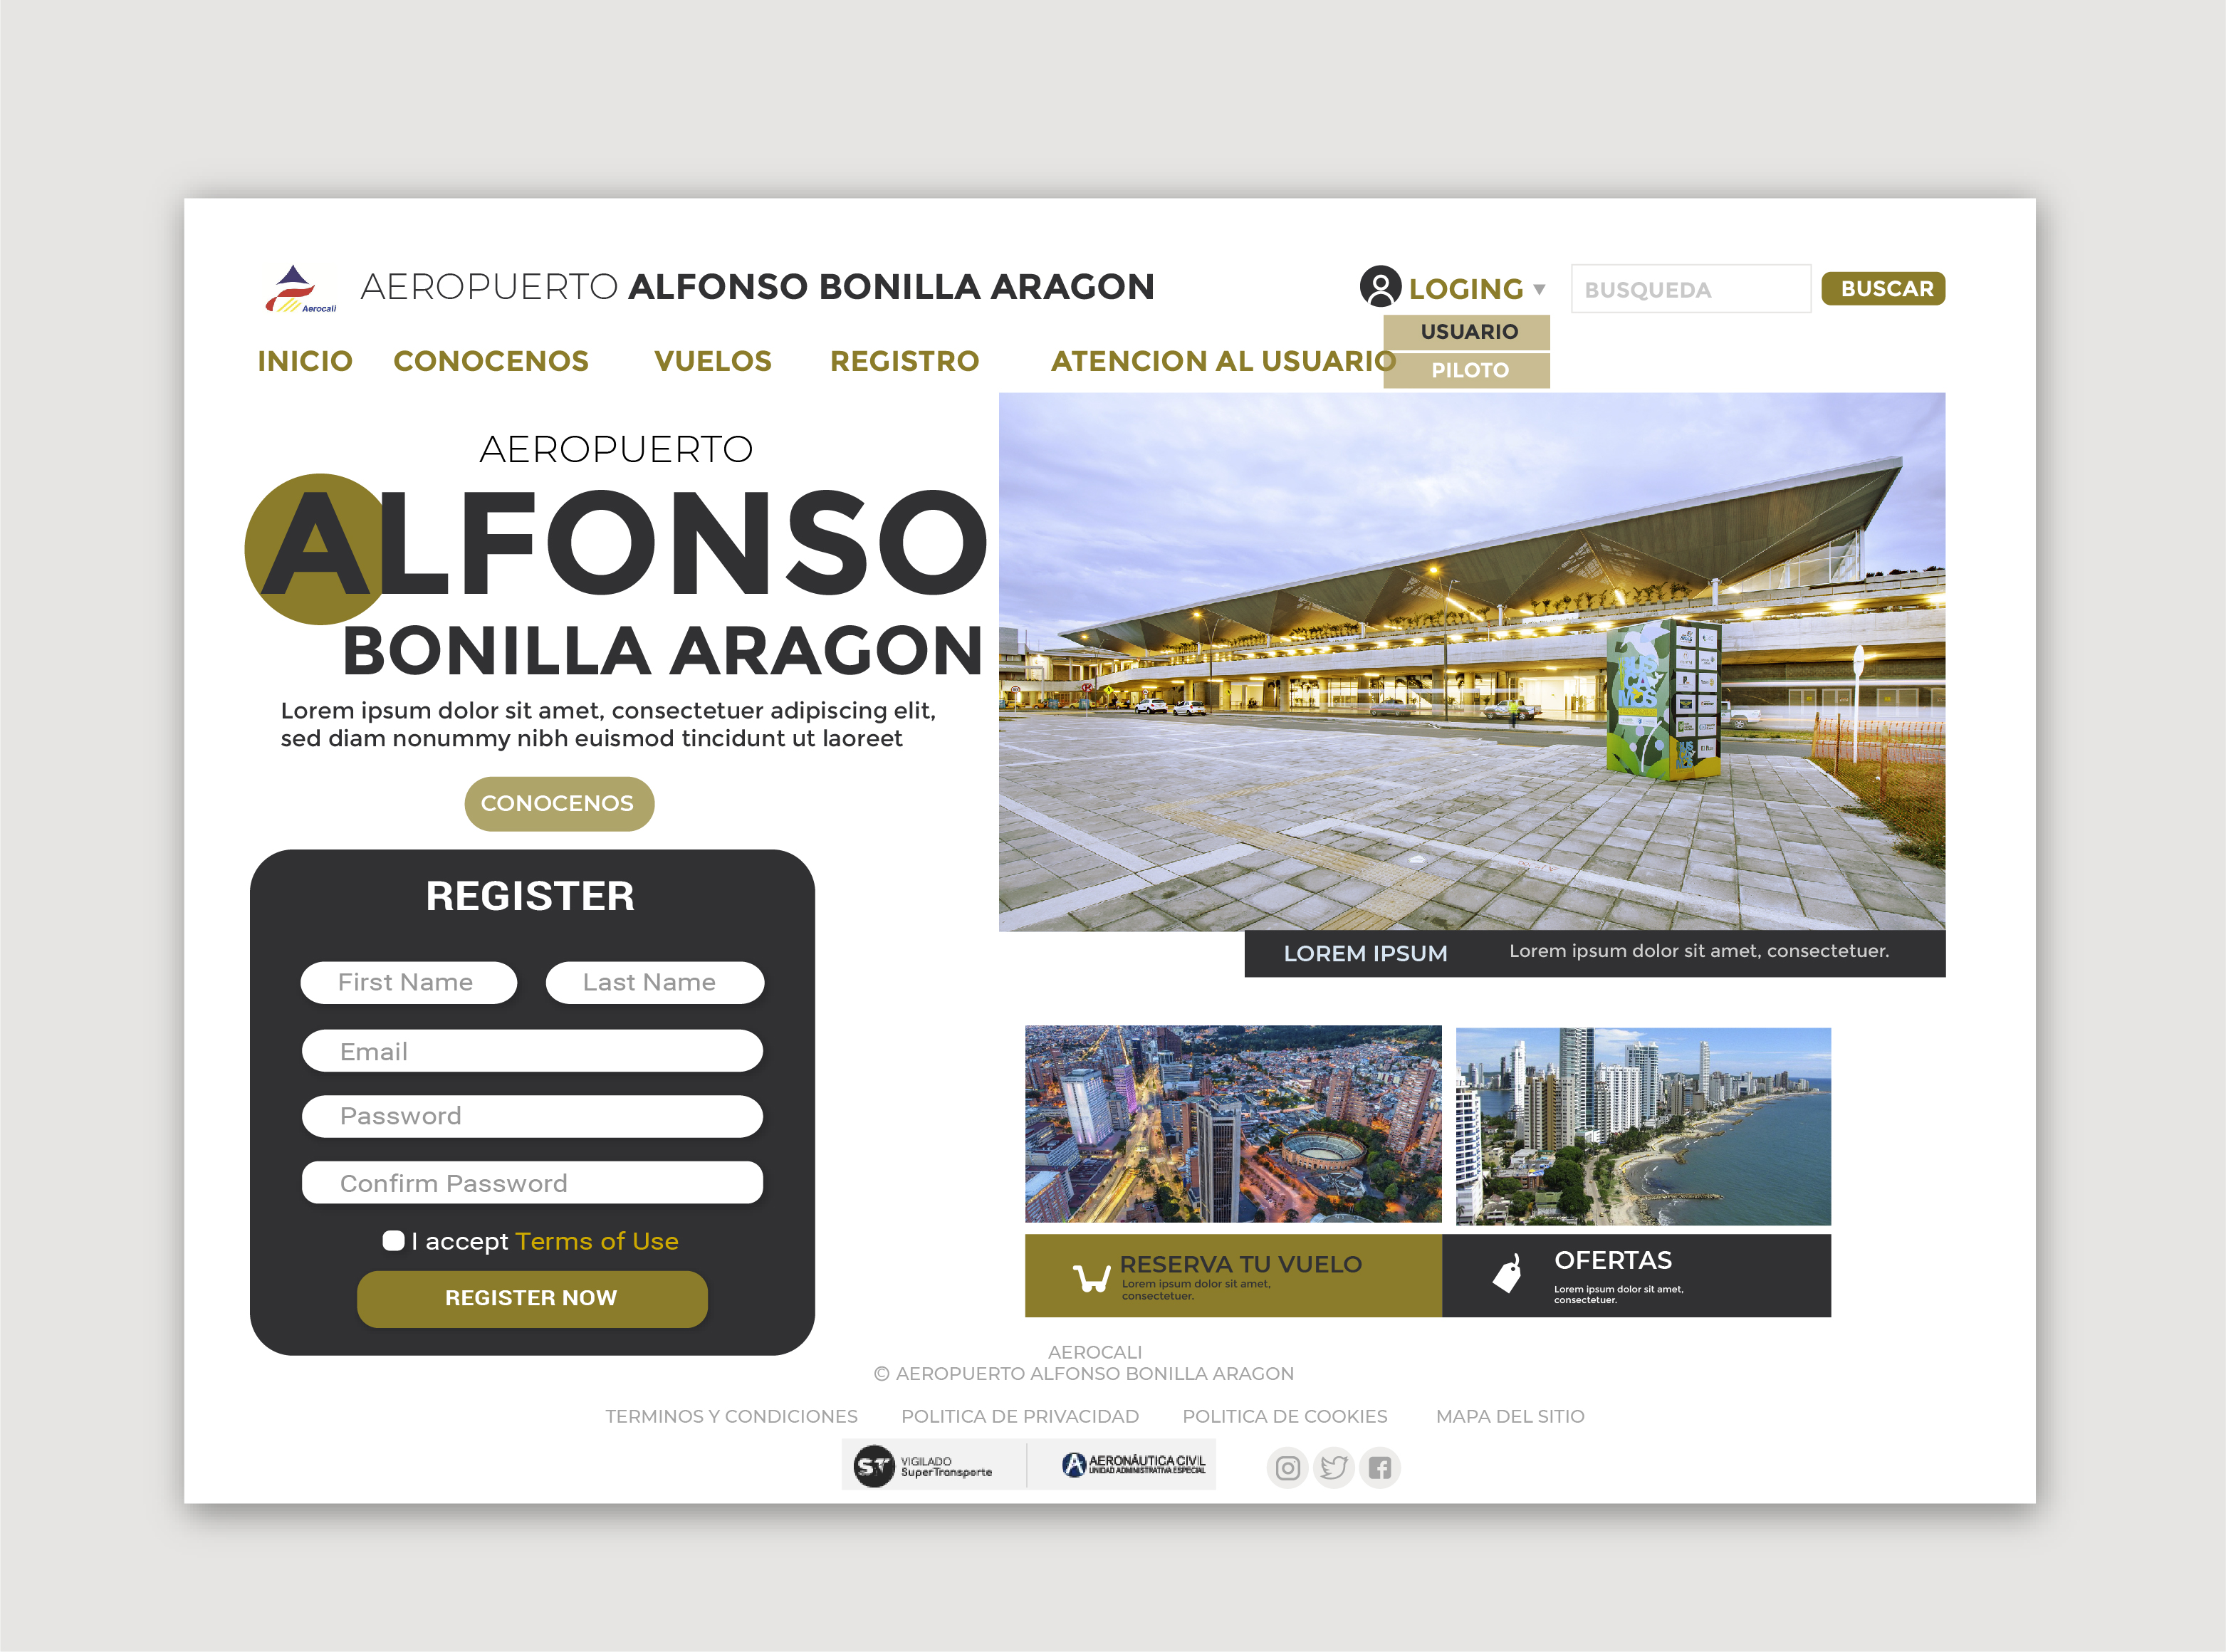 Aerocali
AEROPUERTO ALFONSO BONILLA ARAGON
LOGING
BUSQUEDA
BUSCAR
USUARIO
PILOTO
INICIO CONOCENOS VUELOS REGISTRO ATENCION AL USUARIO
AEROPUERTO
ALFONSO
BONILLA ARAGON
Lorem ipsum dolor sit amet, consectetuer adipiscing elit,
sed diam nonummy nibh euismod tincidunt ut laoreet
CONOCENOS
BUS
CA
MOS
LOREM IPSUM Lorem ipsum dolor sit amet, consectetuer.
REGISTER
First Name Last Name
Email
Password
Confirm Password
I accept Terms of Use
REGISTER NOW
RESERVA TU VUELO
Lorem ipsum dolor sit amet,
consectetuer.
OFERTAS
Lorem ipsum dolor sit amet,
consectetuer.
AEROCALI
© AEROPUERTO ALFONSO BONILLA ARAGON
TERMINOS Y CONDICIONES POLITICA DE PRIVACIDAD POLITICA DE COOKIES MAPA DEL SITIO
ST VIGILADO
SuperTransporte
AERONÁUTICA CIVIL
UNIDAD ADMINISTRATIVA ESPECIAL